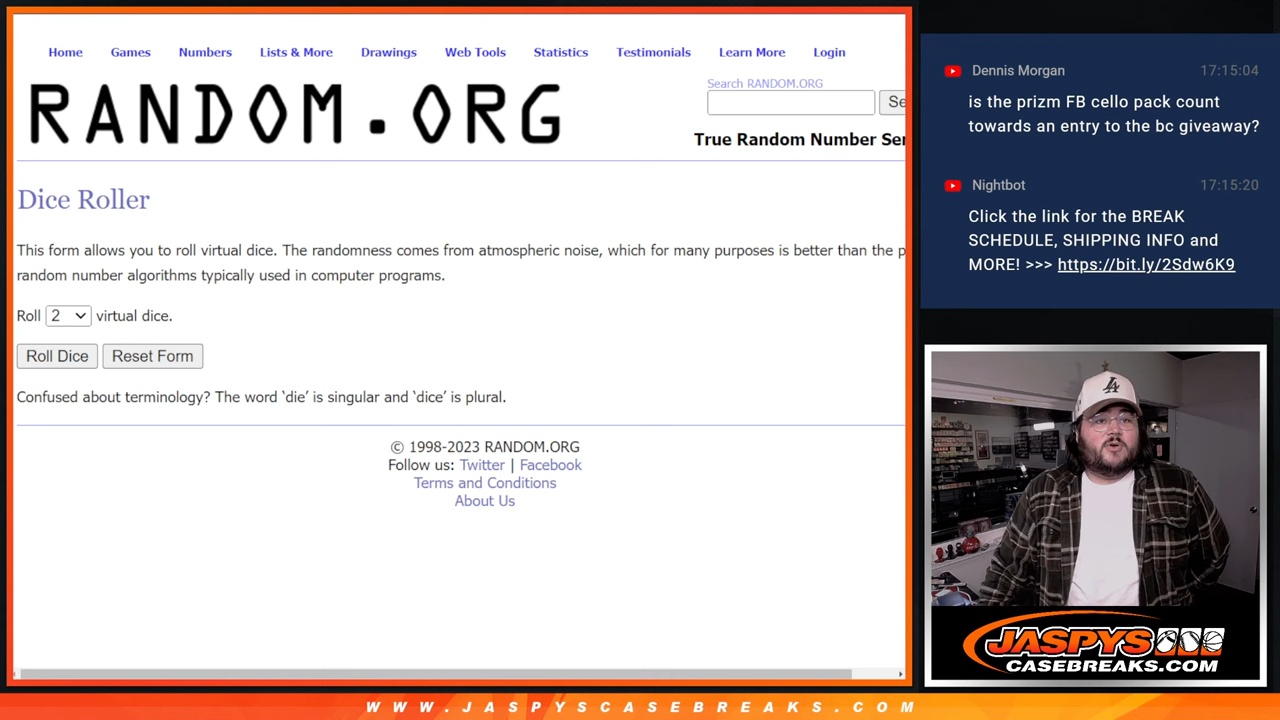 Home Games Numbers Lists & More Drawings Web Tools Statistics Testimonials Learn More Login
RANDOM.ORG
Search RANDOM.ORG
Se
True Random Number Ser
Dice Roller
This form allows you to roll virtual dice. The randomness comes from atmospheric noise, which for many purposes is better than the p
random number algorithms typically used in computer programs.
Roll 2 virtual dice.
Roll Dice Reset Form
Confused about terminology? The word ‘die’ is singular and ‘dice’ is plural.
© 1998-2023 RANDOM.ORG
Follow us: Twitter | Facebook
Terms and Conditions
About Us
Dennis Morgan 17:15:04
is the prizm FB cello pack count
towards an entry to the bc giveaway?
Nightbot 17:15:20
Click the link for the BREAK
SCHEDULE, SHIPPING INFO and
MORE! >>> https://bit.ly/2Sdw6K9
LA
JASPYS
CASEBREAKS.COM
WWW.JASPYSCASEBREAKS.COM